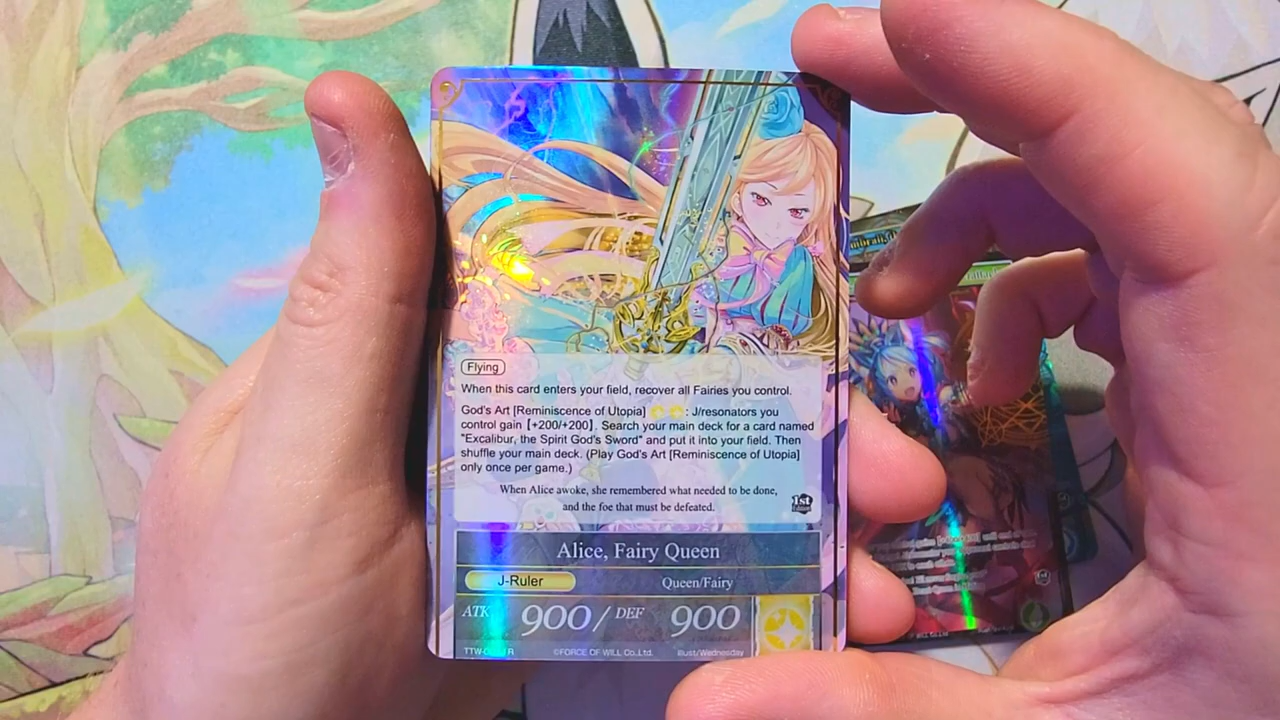 Flying
When this card enters your field, recover all Fairies you control.
God's Art [Reminiscence of Utopia] : J/resonators you
control gain [+200/+200]. Search your main deck for a card named
"Excalibur, the Spirit God's Sword" and put it into your field. Then
shuffle your main deck. (Play God's Art [Reminiscence of Utopia]
only once per game.)
When Alice awoke, she remembered what needed to be done,
and the foe that must be defeated.
1st
Alice, Fairy Queen
J-Ruler Queen/Fairy
ATK 900 / DEF 900
TTW R ©FORCE OF WILL Co.,Ltd. illust/Wednesday